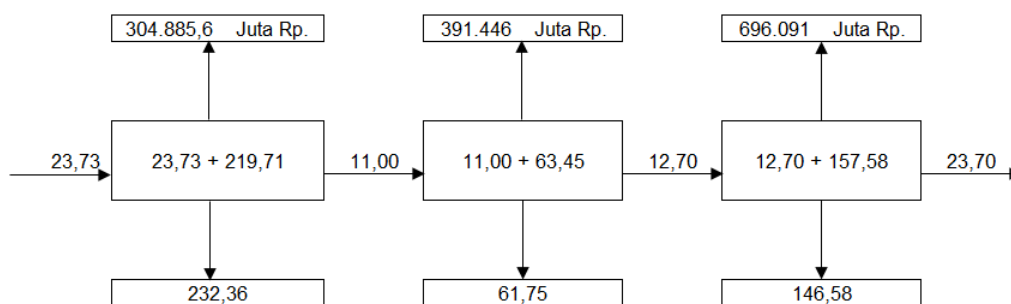 304.885,6 Juta Rp.
391.446 Juta Rp.
696.091 Juta Rp.
23,73
23,73 + 219,71
11,00
11,00 + 63,45
12,70
12,70 + 157,58
23,70
232,36
61,75
146,58